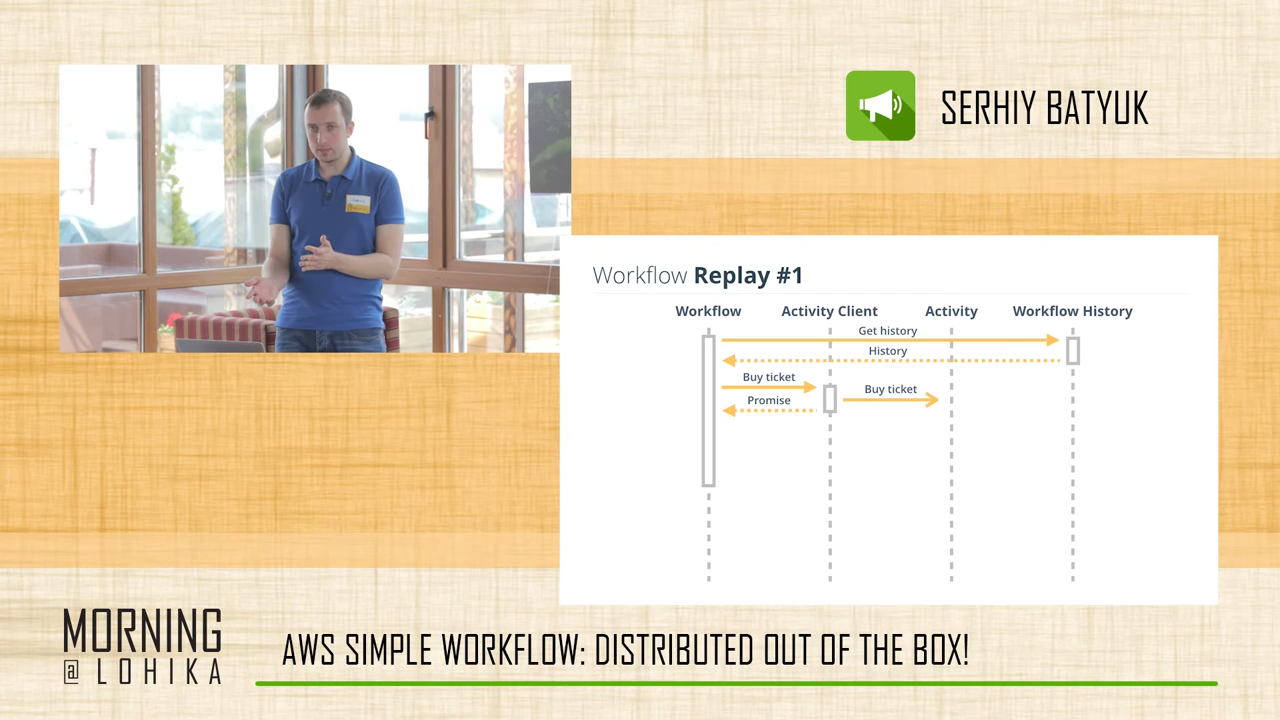 SERHIY BATYUK
Workflow Replay #1
Workflow Activity Client Activity Workflow History
Get history
History
Buy ticket
Buy ticket
Promise
MORNING
@ LOHIKA
AWS SIMPLE WORKFLOW: DISTRIBUTED OUT OF THE BOX!